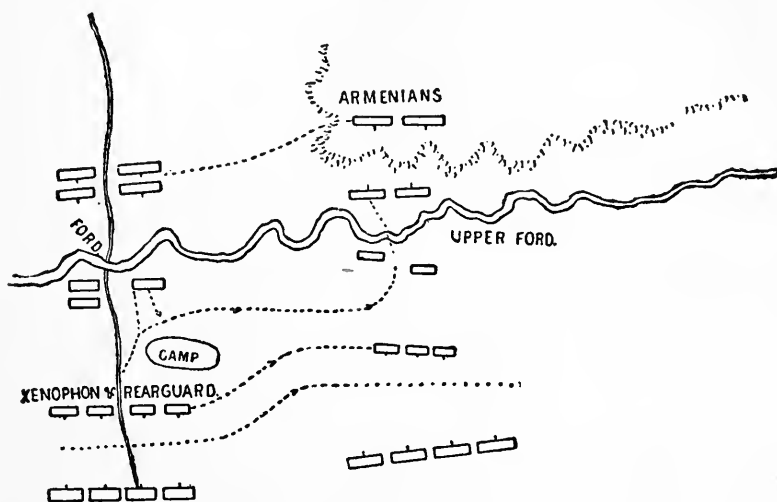 ARMENIANS
FORD
UPPER FORD.
CAMP
XENOPHON & REARGUARD.